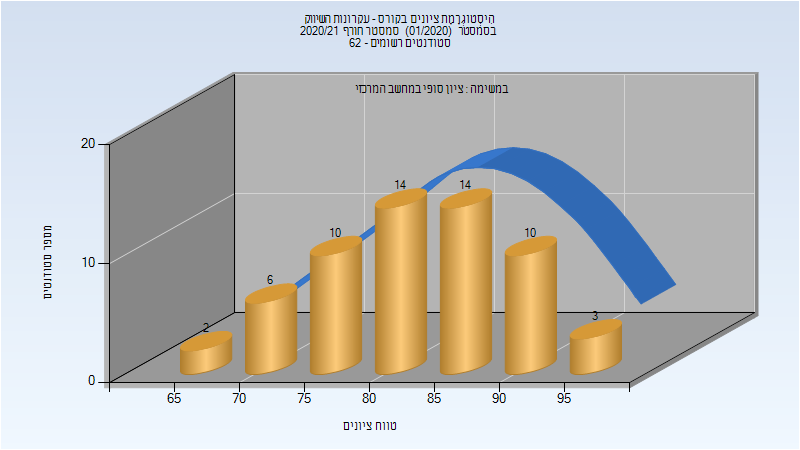 היסטוגרמת ציונים בקורס - עקרונות השיווק
בסמסטר (01/2020) סמסטר חורף 2020/21
סטודנטים רשומים - 62
במשימה : ציון סופי במחשב המרכזי
מספר סטודנטים
20
10
0
2
6
10
14
14
10
3
65
70
75
80
85
90
95
טווח ציונים